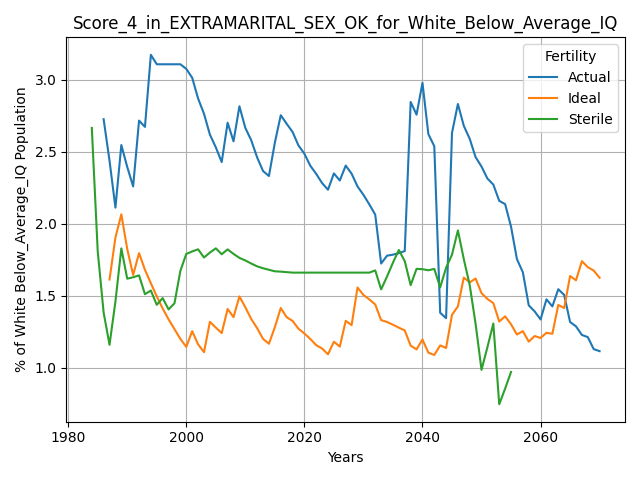 Score_4_in_EXTRAMARITAL_SEX_OK_for_White_Below_Average_IQ
Fertility
Actual
Ideal
Sterile
% of White Below_Average_IQ Population
3.0
2.5
2.0
1.5
1.0
1980
2000
2020
2040
2060
Years